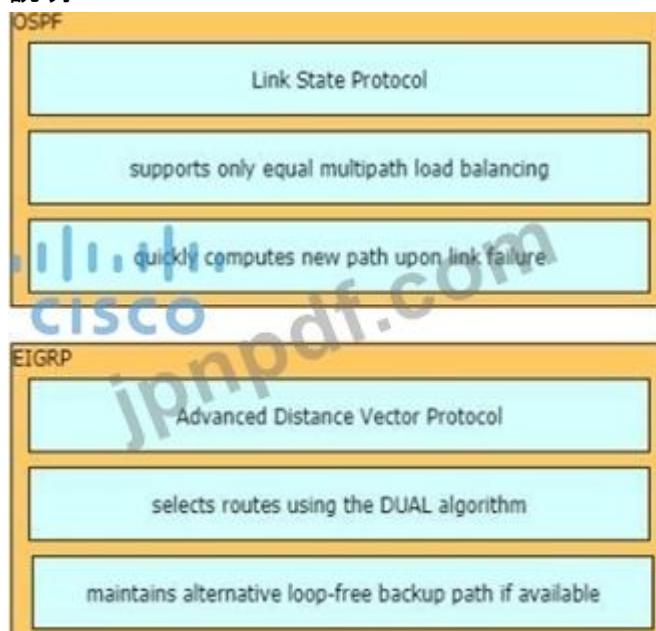 OSPF
Link State Protocol
supports only equal multipath load balancing
quickly computes new path upon link failure
CISCO
jpnpdf.com
EIGRP
Advanced Distance Vector Protocol
selects routes using the DUAL algorithm
maintains alternative loop-free backup path if available